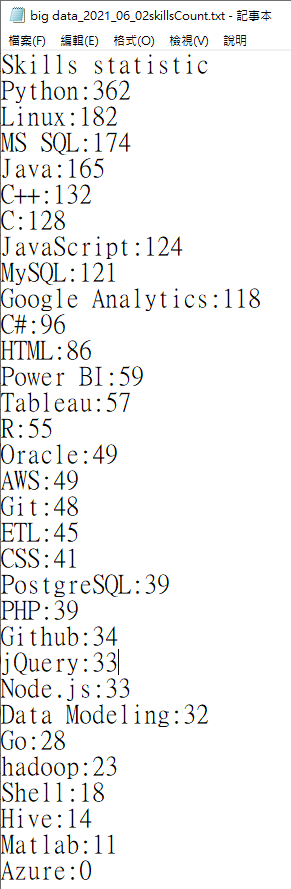 big data_2021_06_02skillsCount.txt - 記事本
檔案(F) 編輯(E) 格式(O) 檢視(V) 說明
Skills statistic
Python:362
Linux:182
MS SQL:174
Java:165
C++:132
C:128
JavaScript:124
MySQL:121
Google Analytics:118
C#:96
HTML:86
Power BI:59
Tableau:57
R:55
Oracle:49
AWS:49
Git:48
ETL:45
CSS:41
PostgreSQL:39
PHP:39
Github:34
jQuery:33
Node.js:33
Data Modeling:32
Go:28
hadoop:23
Shell:18
Hive:14
Matlab:11
Azure:0